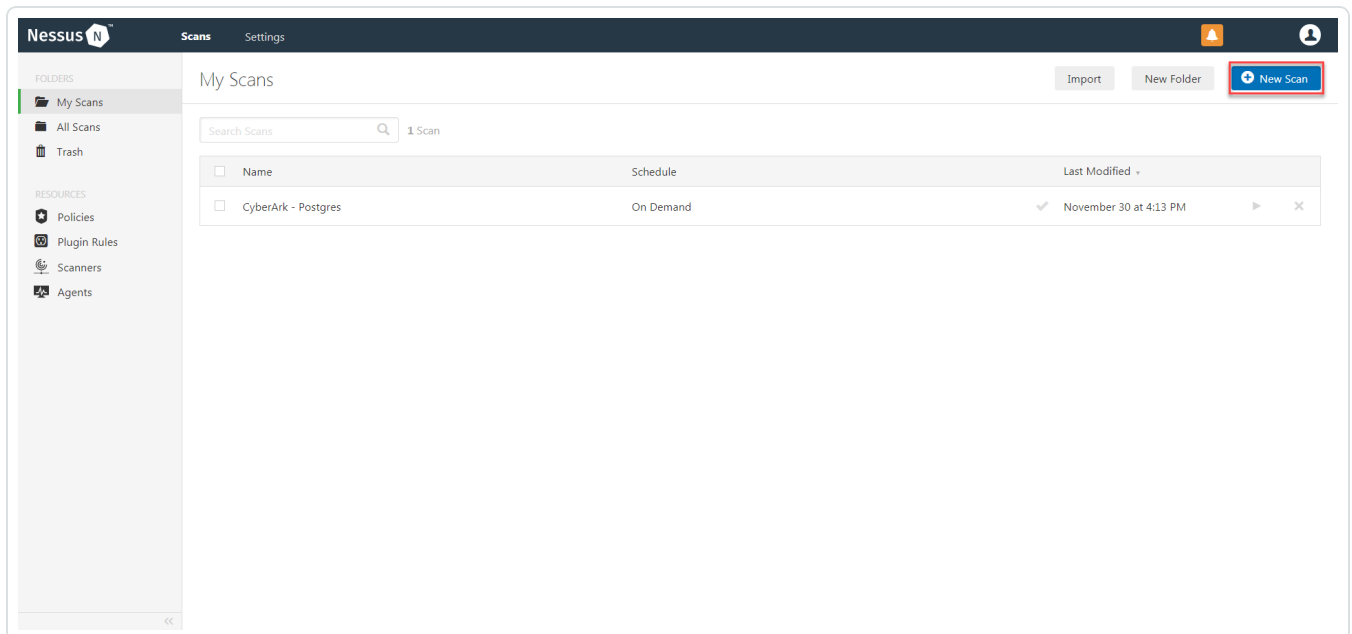 Nessus N ™ Scans Settings
FOLDERS
My Scans
All Scans
Trash
RESOURCES
Policies
Plugin Rules
Scanners
Agents
My Scans Import New Folder New Scan
Search Scans 1 Scan
Name Schedule Last Modified
CyberArk - Postgres On Demand November 30 at 4:13 PM